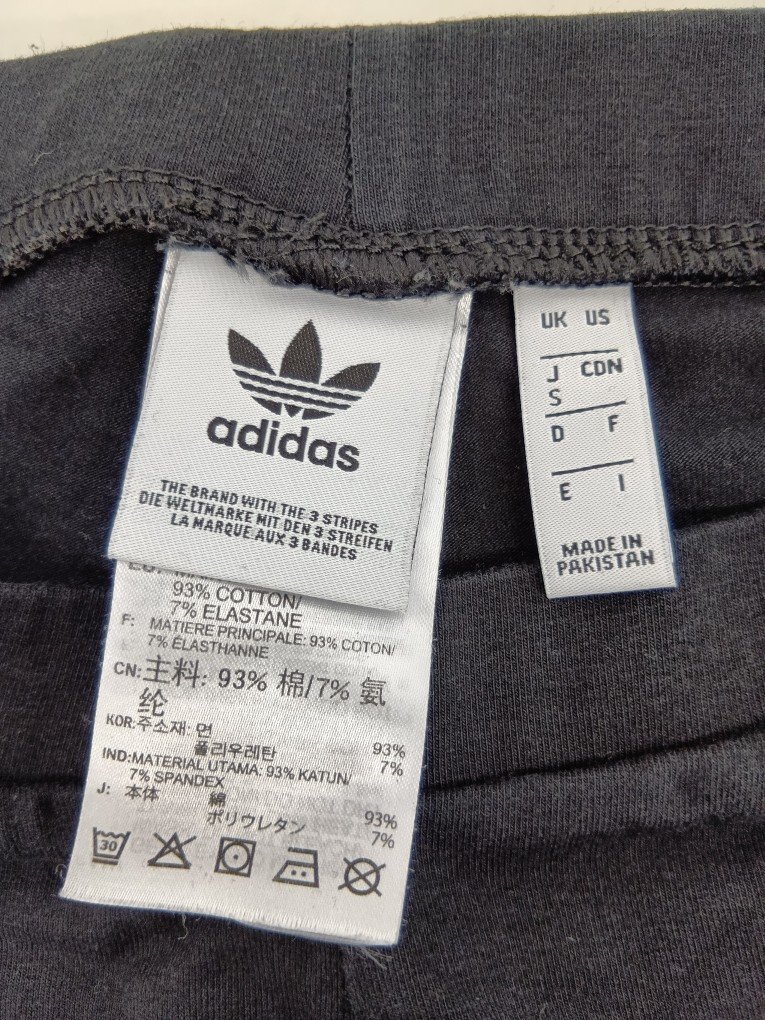 adidas
THE BRAND WITH THE 3 STRIPES
DIE WELTMARKE MIT DEN 3 STREIFEN
LA MARQUE AUX 3 BANDES
93% COTTON/
7% ELASTANE
F: MATIERE PRINCIPALE: 93% COTON/
7% ÉLASTHANNE
CN:主料: 93% 棉/7% 氨
纶
KOR:주소재: 면 93%
폴리우레탄 7%
IND:MATERIAL UTAMA: 93% KATUN/
7% SPANDEX
J: 本体 綿 93%
ポリウレタン 7%
30
UK US
J CDN
S
D F
E I
MADE IN
PAKISTAN